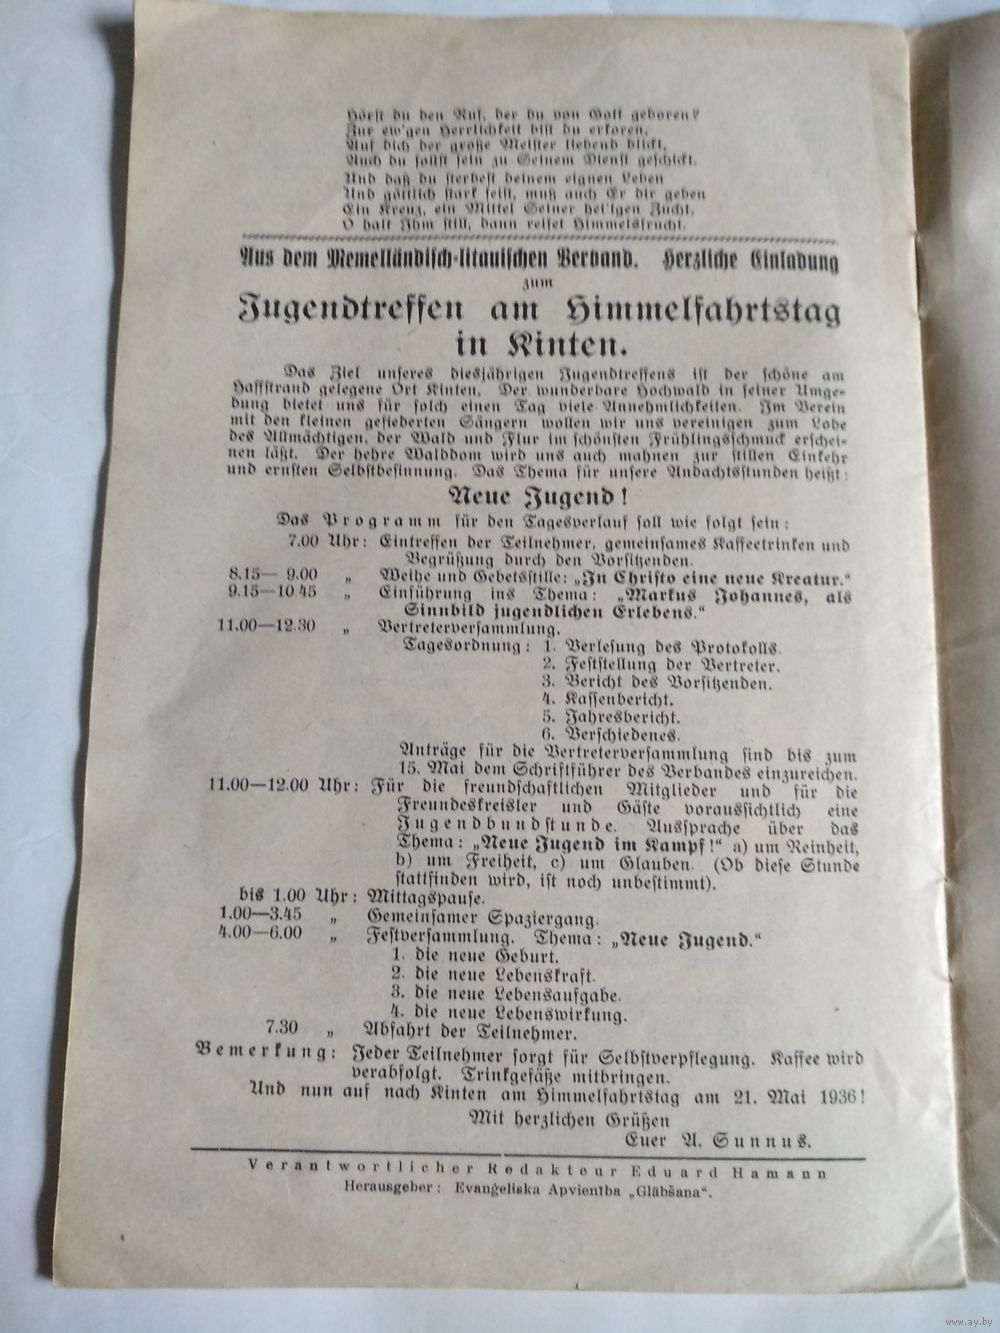 Hörst du den Ruf, der du von Gott geboren?
Zur ew'gen Herrlichkeit bist du erkoren,
Auf dich der große Meister liebend blickt,
Auch du sollst sein zu Seinem Dienst geschickt.
Und daß du sterbest deinem eignen Leben
Und göttlich stark seist, muß auch Er dir geben
Ein Kreuz, ein Mittel Seiner heil'gen Zucht.
O halt Ihm still, dann reifet Himmelsfrucht.
Aus dem Memelländisch-litauischen Verband. Herzliche Einladung
zum
Jugendtreffen am Himmelfahrtstag
in Kinten.
Das Ziel unseres diesjährigen Jugendtreffens ist der schöne am
Haffstrand gelegene Ort Kinten, Der wunderbare Hochwald in seiner Umge-
bung bietet uns für solch einen Tag viele Annehmlichkeiten. Im Verein
mit den kleinen gefiederten Sängern wollen wir uns vereinigen zum Lobe
des Allmächtigen, der Wald und Flur im schönsten Frühlingsschmuck erschei-
nen läßt. Der hehre Walddom wird uns auch mahnen zur stillen Einkehr
und ernsten Selbstbesinnung. Das Thema für unsere Andachtsstunden heißt:
Neue Jugend!
Das Programm für den Tagesverlauf soll wie folgt sein:
7.00 Uhr: Eintreffen der Teilnehmer, gemeinsames Kaffeetrinken und
Begrüßung durch den Vorsitzenden.
8.15— 9.00 „ Weihe und Gebetsstille: „In Christo eine neue Kreatur.“
9.15—10.45 „ Einführung ins Thema: „Markus Johannes, als
Sinnbild jugendlichen Erlebens.“
11.00—12.30 „ Vertreterversammlung.
Tagesordnung: 1. Verlesung des Protokolls.
2. Feststellung der Vertreter.
3. Bericht des Vorsitzenden.
4. Kassenbericht.
5. Jahresbericht.
6. Verschiedenes.
Anträge für die Vertreterversammlung sind bis zum
15. Mai dem Schriftführer des Verbandes einzureichen.
11.00—12.00 Uhr: Für die freundschaftlichen Mitglieder und für die
Freundeskreisler und Gäste voraussichtlich eine
Jugendbundstunde. Aussprache über das
Thema: „Neue Jugend im Kampf!“ a) um Reinheit,
b) um Freiheit, c) um Glauben. (Ob diese Stunde
stattfinden wird, ist noch unbestimmt).
bis 1.00 Uhr: Mittagspause.
1.00—3.45 „ Gemeinsamer Spaziergang.
4.00—6.00 „ Festversammlung. Thema: „Neue Jugend.“
1. die neue Geburt.
2. die neue Lebenskraft.
3. die neue Lebensaufgabe.
4. die neue Lebenswirkung.
7.30 „ Abfahrt der Teilnehmer.
Bemerkung: Jeder Teilnehmer sorgt für Selbstverpflegung. Kaffee wird
verabfolgt. Trinkgefäße mitbringen.
Und nun auf nach Kinten am Himmelfahrtstag am 21. Mai 1936!
Mit herzlichen Grüßen
Euer A. Sunnus.
Verantwortlicher Redakteur Eduard Hamann
Herausgeber: Evanģeliska Apvienība „Glābšana“.
www.ay.by